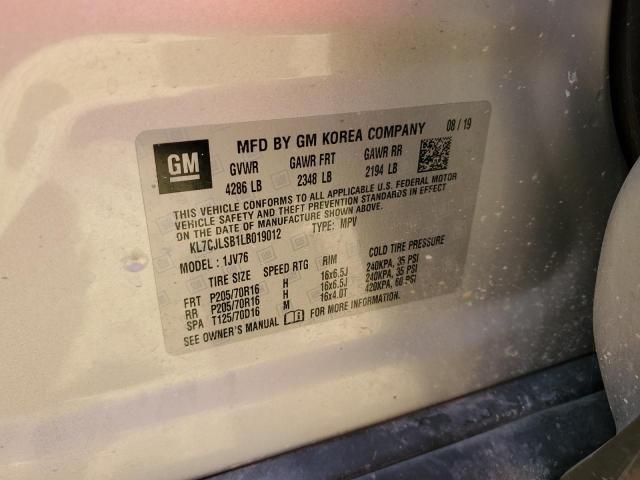 MFD BY GM KOREA COMPANY 08 / 19
GM
GVWR GAWR FRT GAWR RR
4286 LB 2348 LB 2194 LB
THIS VEHICLE CONFORMS TO ALL APPLICABLE U.S. FEDERAL MOTOR
VEHICLE SAFETY AND THEFT PREVENTION STANDARDS IN EFFECT
ON THE DATE OF MANUFACTURE SHOWN ABOVE.
KL7CJLSB1LB019012 TYPE: MPV
MODEL : 1JV76
TIRE SIZE SPEED RTG RIM COLD TIRE PRESSURE
FRT P205/70R16 H 16x6.5J 240KPA, 35 PSI
RR P205/70R16 H 16x6.5J 240KPA, 35 PSI
SPA T125/70D16 M 16x4.0T 420KPA, 60 PSI
SEE OWNER'S MANUAL FOR MORE INFORMATION.